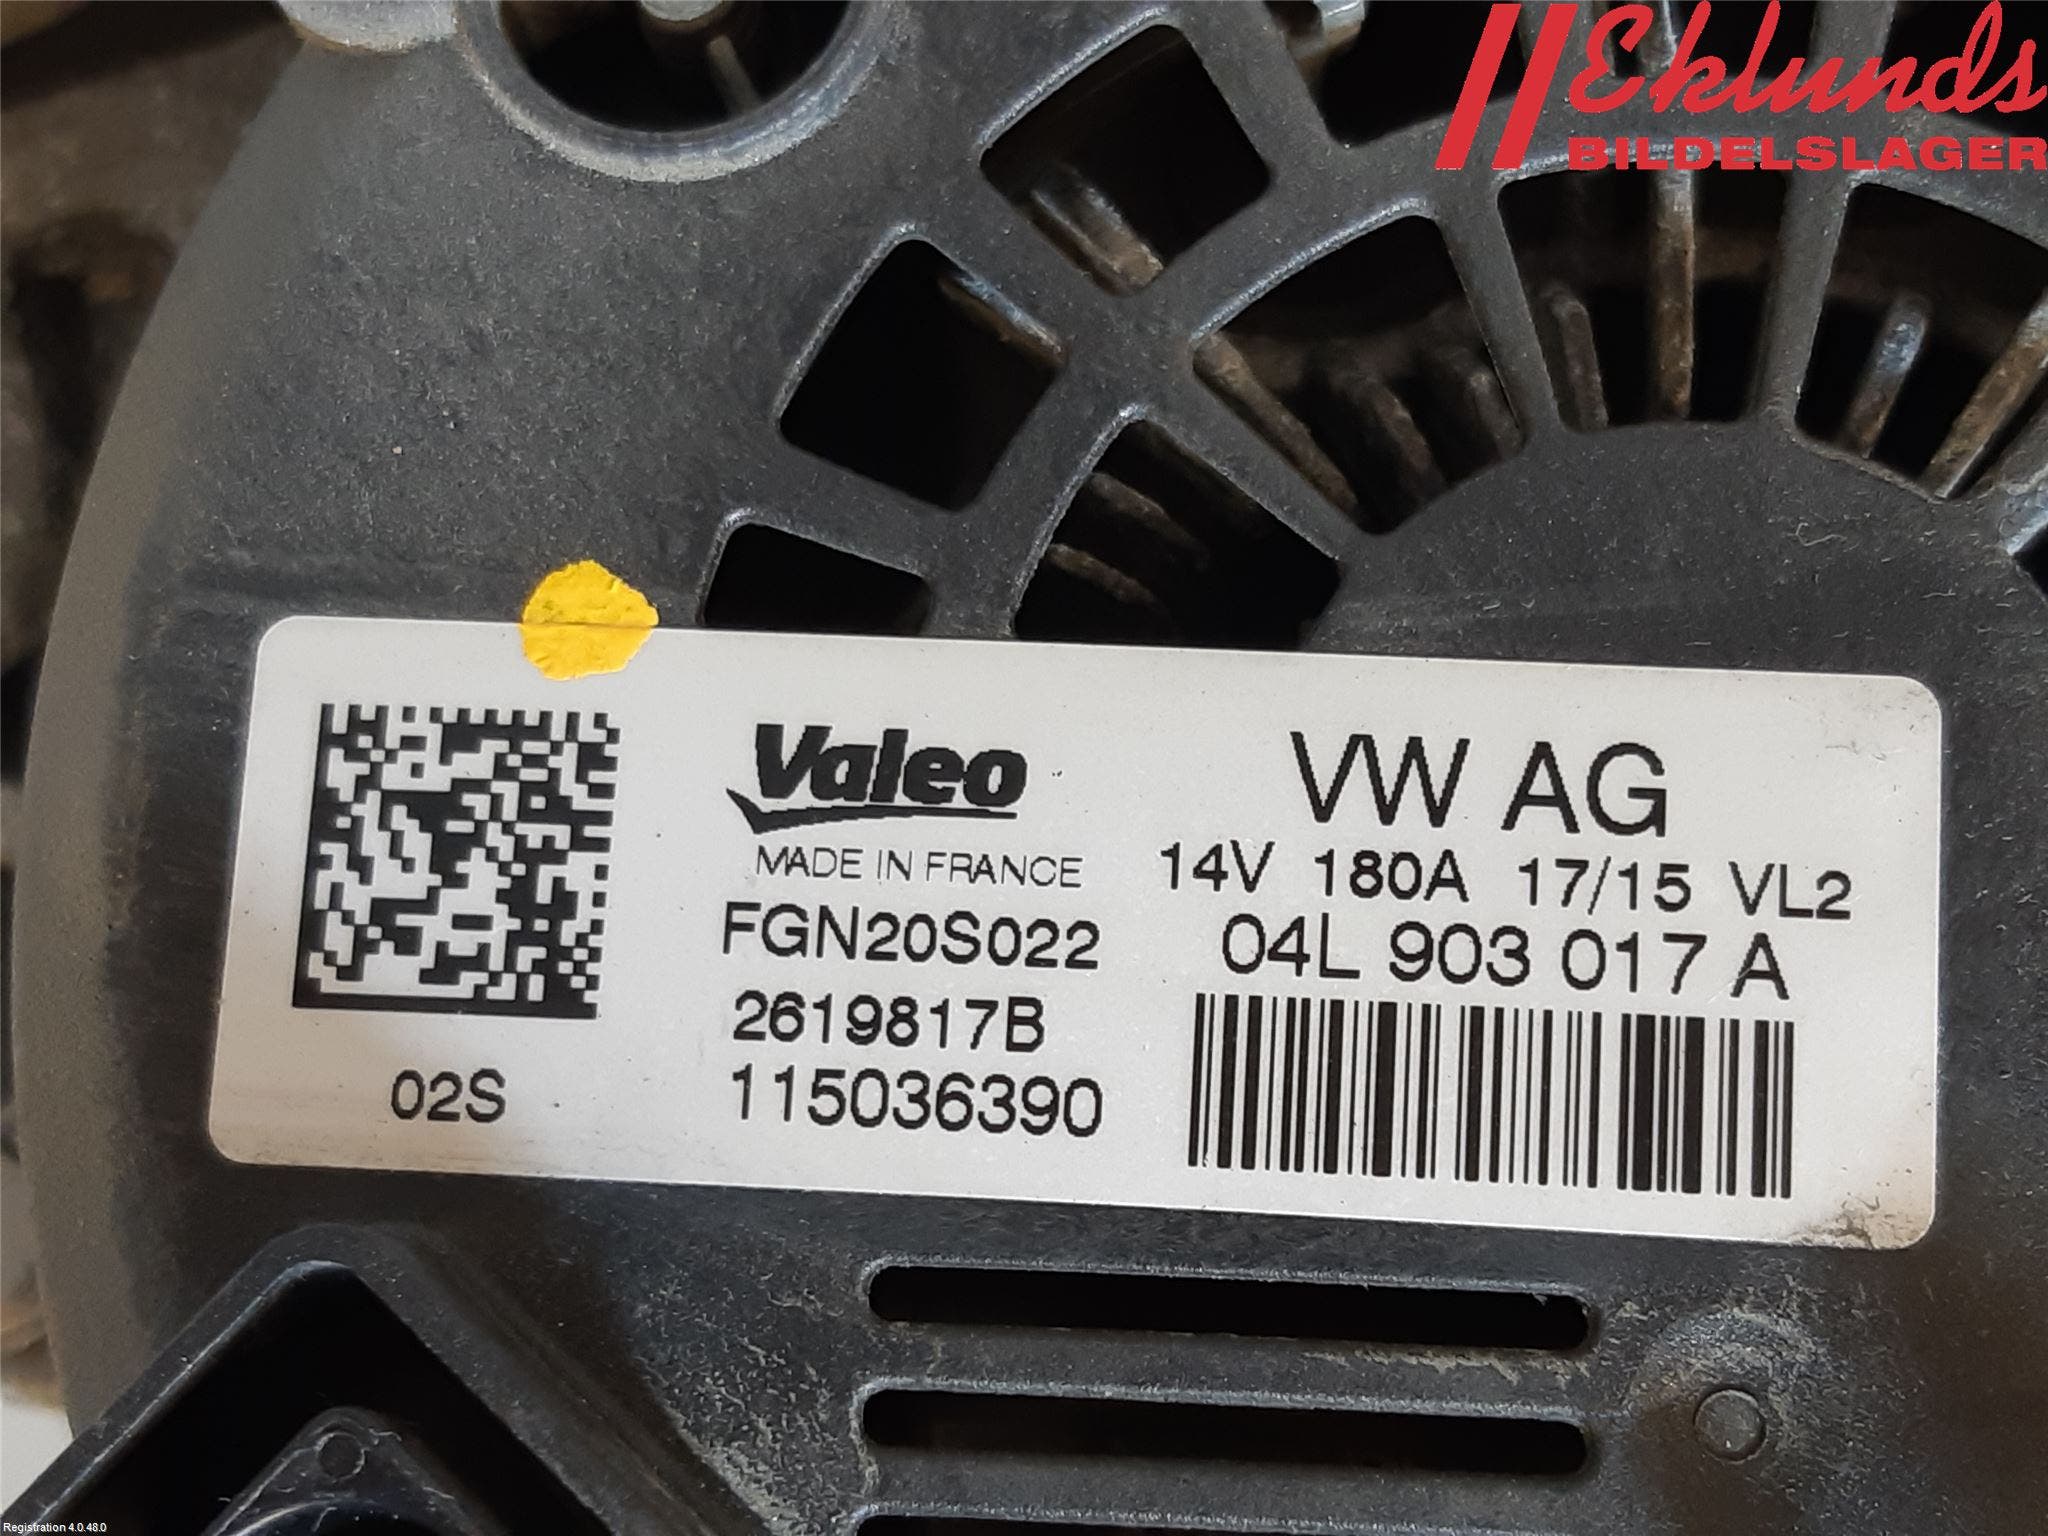 Eklunds
BILDELSLAGER
Valeo
MADE IN FRANCE
FGN20S022
2619817B
115036390
02S
VW AG
14V 180A 17/15 VL2
04L 903 017 A
Registration 4.0.48.0